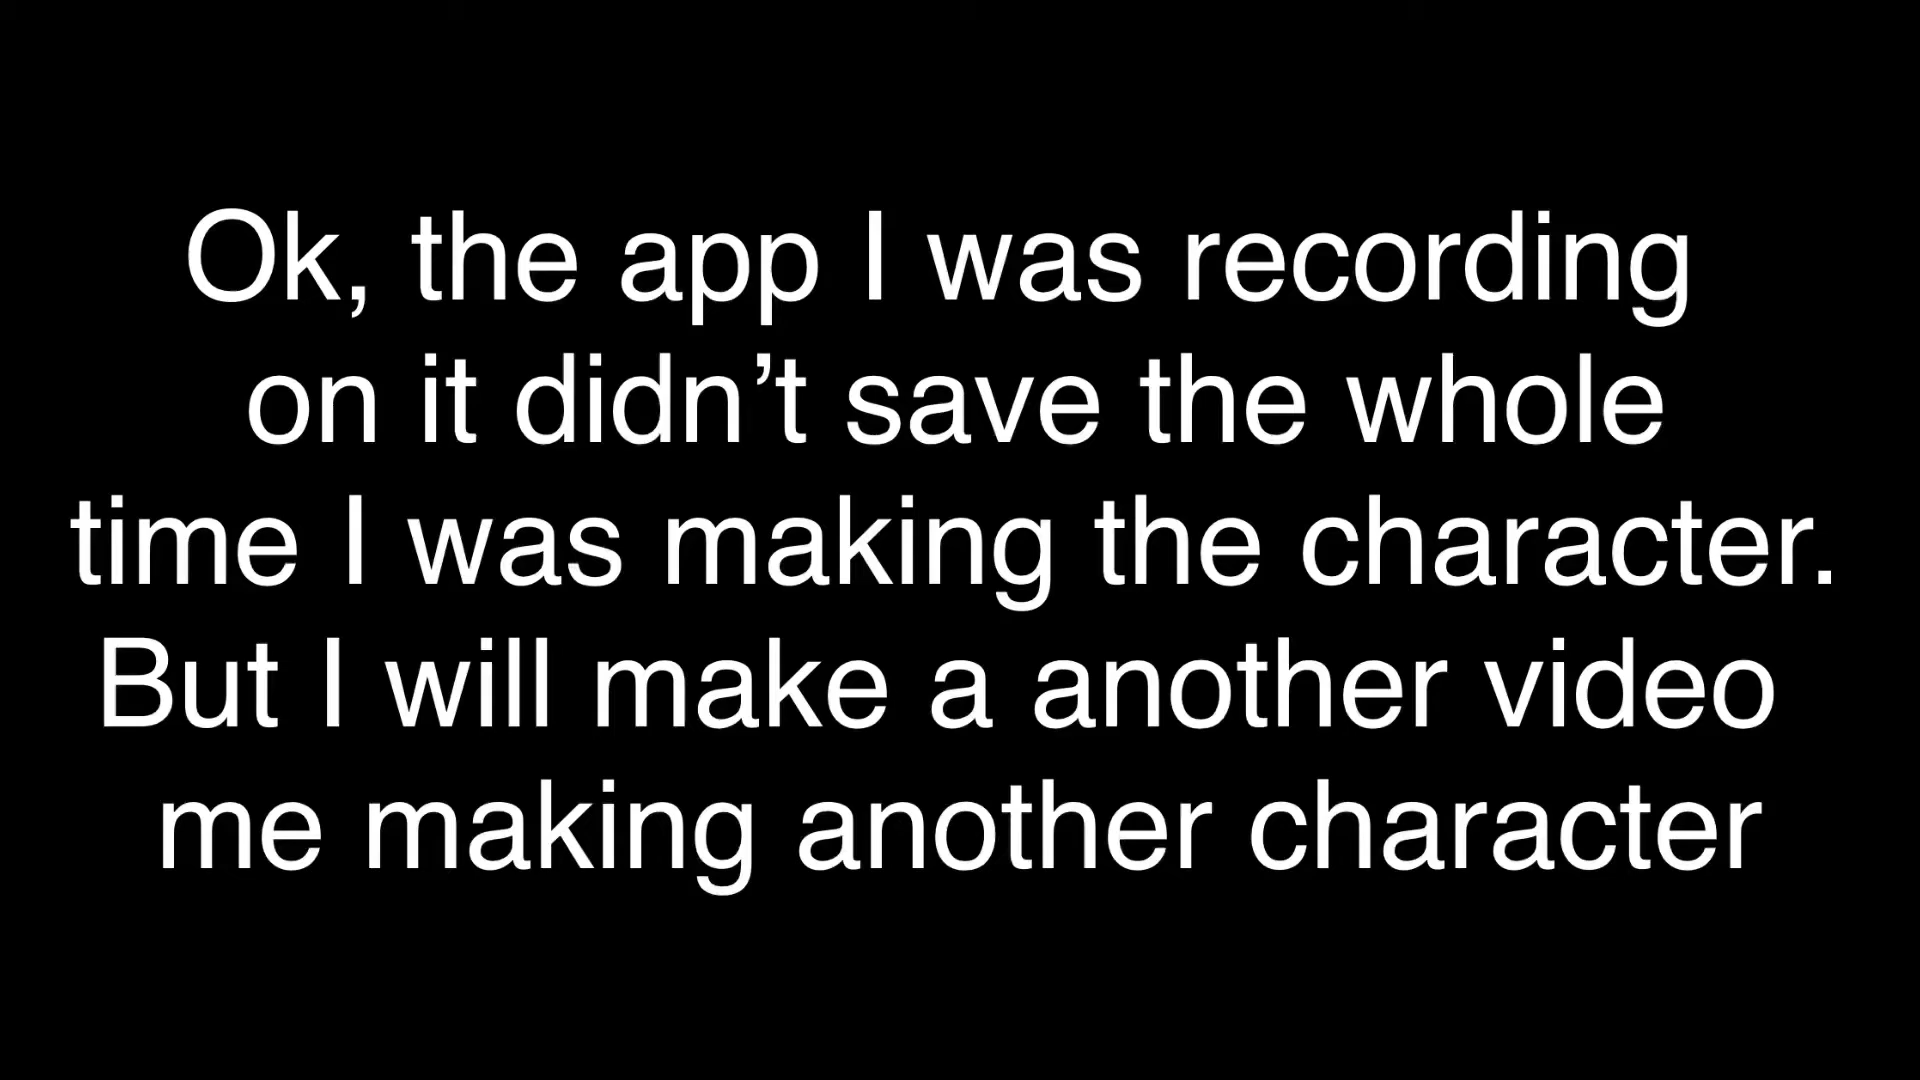 Ok, the app I was recording
on it didn’t save the whole
time I was making the character.
But I will make a another video
me making another character